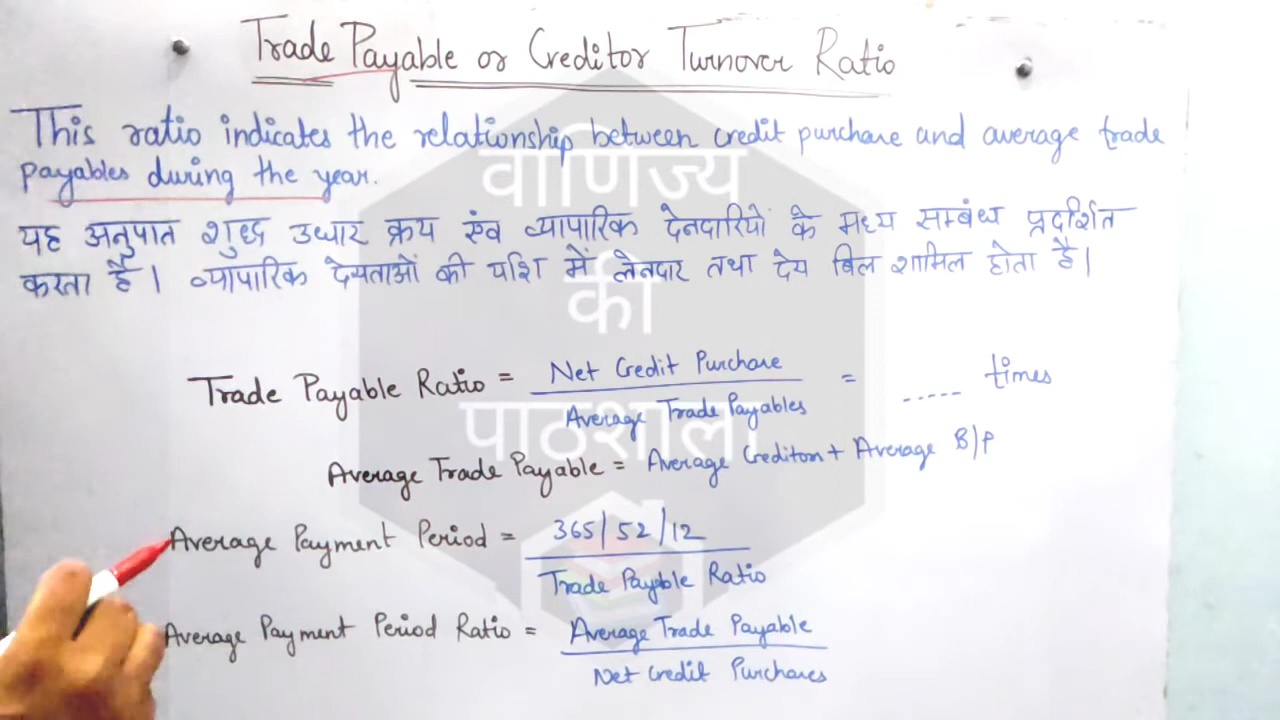 Trade Payable or Creditor Turnover Ratio
This ratio indicates the relationship between credit purchase and average trade
payables during the year.
यह अनुपात शुद्ध उधार क्रय एंव व्यापारिक देनदारियों के मध्य सम्बंध प्रदर्शित
करता है। व्यापारिक देयताओं की राशि में लेनदार तथा देय बिल शामिल होता है।
वाणिज्य
की
पाठशाला
Trade Payable Ratio = Net Credit Purchase / Average Trade Payables = ..... times
Average Trade Payable = Average Creditors + Average B/P
Average Payment Period = 365/52/12 / Trade Payable Ratio
Average Payment Period Ratio = Average Trade Payable / Net Credit Purchases